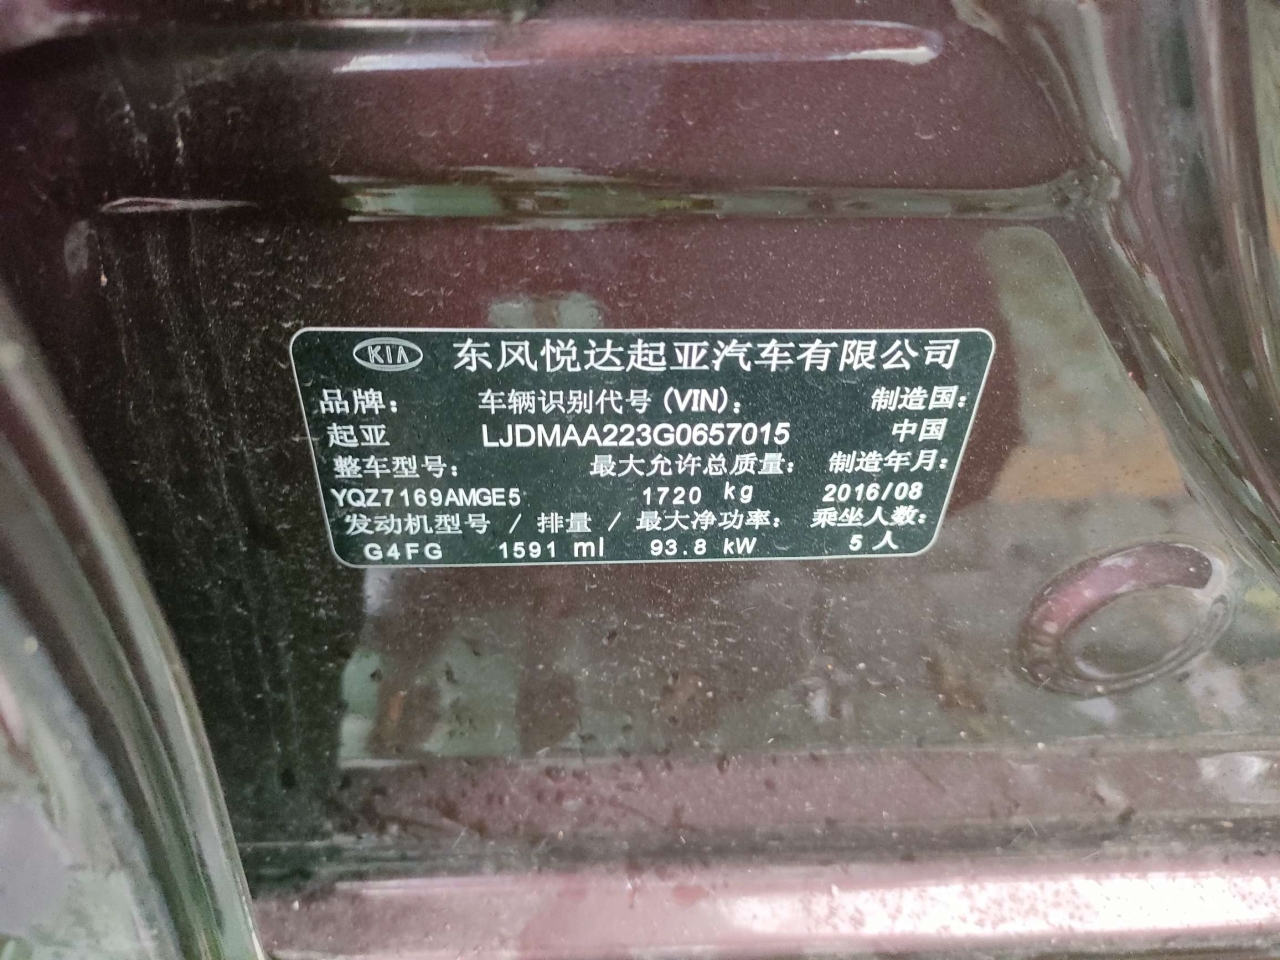 KIA 东风悦达起亚汽车有限公司
品牌： 车辆识别代号(VIN)： 制造国：
起亚 LJDMAA223G0657015 中国
整车型号： 最大允许总质量： 制造年月：
YQZ7169AMGE5 1720 kg 2016/08
发动机型号 / 排量 / 最大净功率： 乘坐人数：
G4FG 1591 ml 93.8 kW 5 人